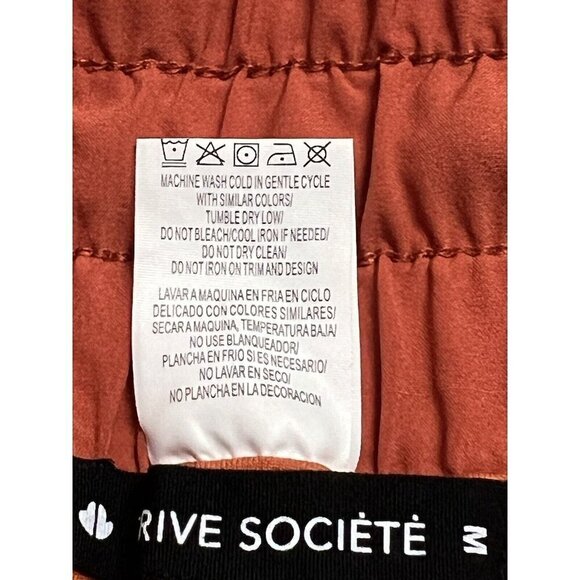 MACHINE WASH COLD IN GENTLE CYCLE
WITH SIMILAR COLORS/
TUMBLE DRY LOW/
DO NOT BLEACH/COOL IRON IF NEEDED/
DO NOT DRY CLEAN/
DO NOT IRON ON TRIM AND DESIGN
LAVAR A MAQUINA EN FRIA EN CICLO
DELICADO CON COLORES SIMILARES/
SECAR A MAQUINA, TEMPERATURA BAJA/
NO USE BLANQUEADOR/
PLANCHA EN FRIO SI ES NECESARIO/
NO LAVAR EN SECO/
NO PLANCHA EN LA DECORACION
RIVE SOCIÉTÉ M